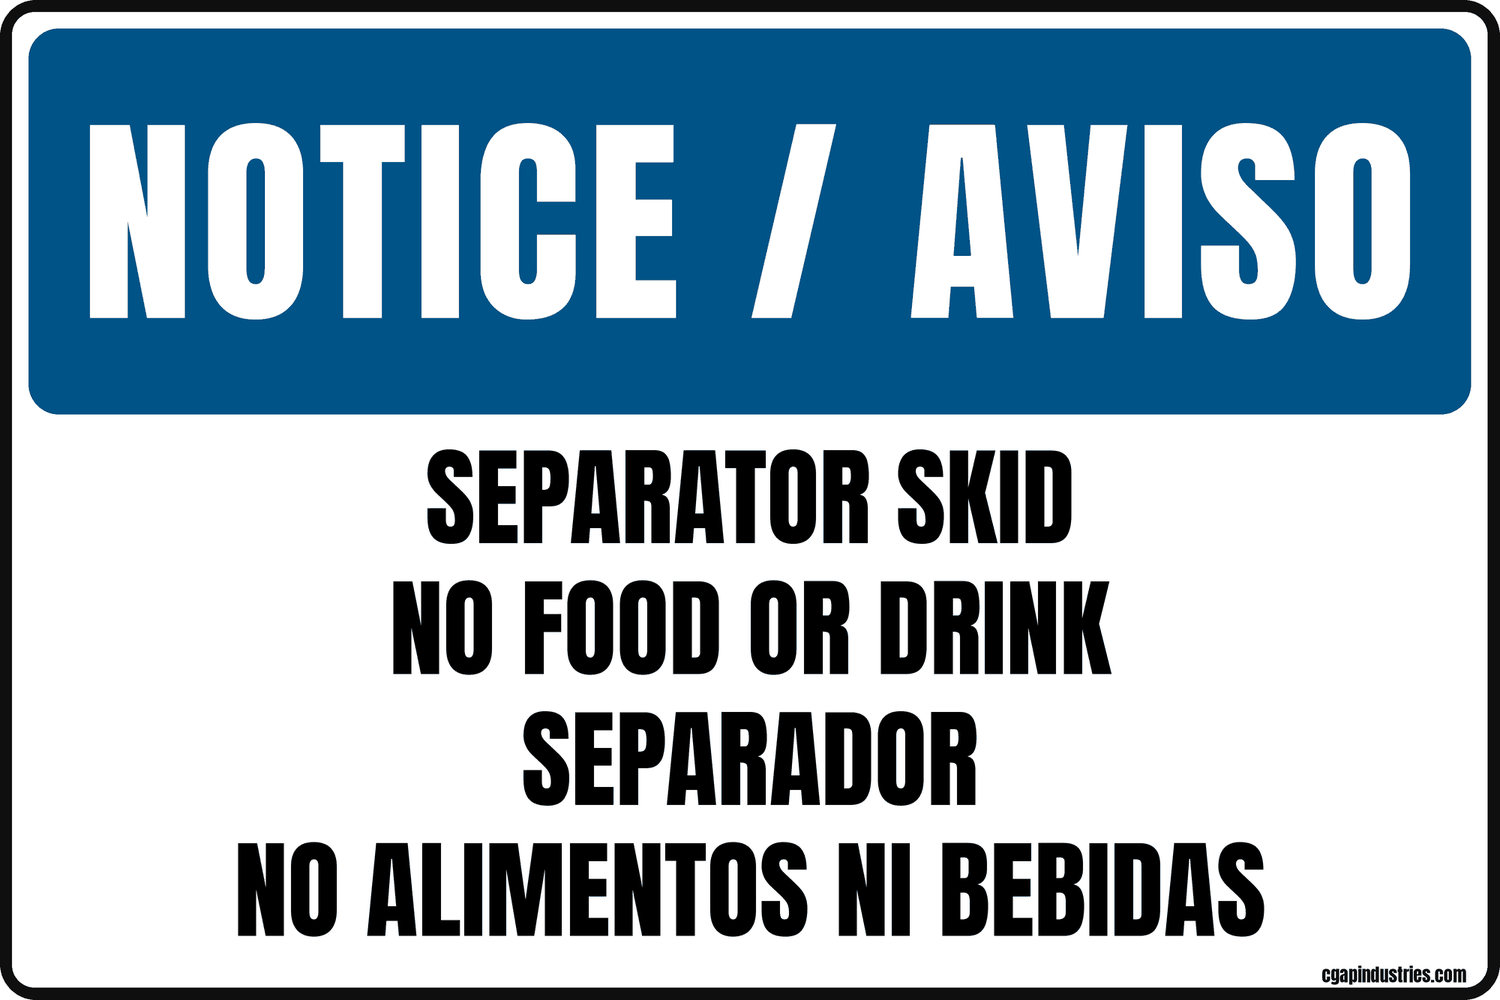 NOTICE / AVISO
SEPARATOR SKID
NO FOOD OR DRINK
SEPARADOR
NO ALIMENTOS NI BEBIDAS
cgapindustries.com